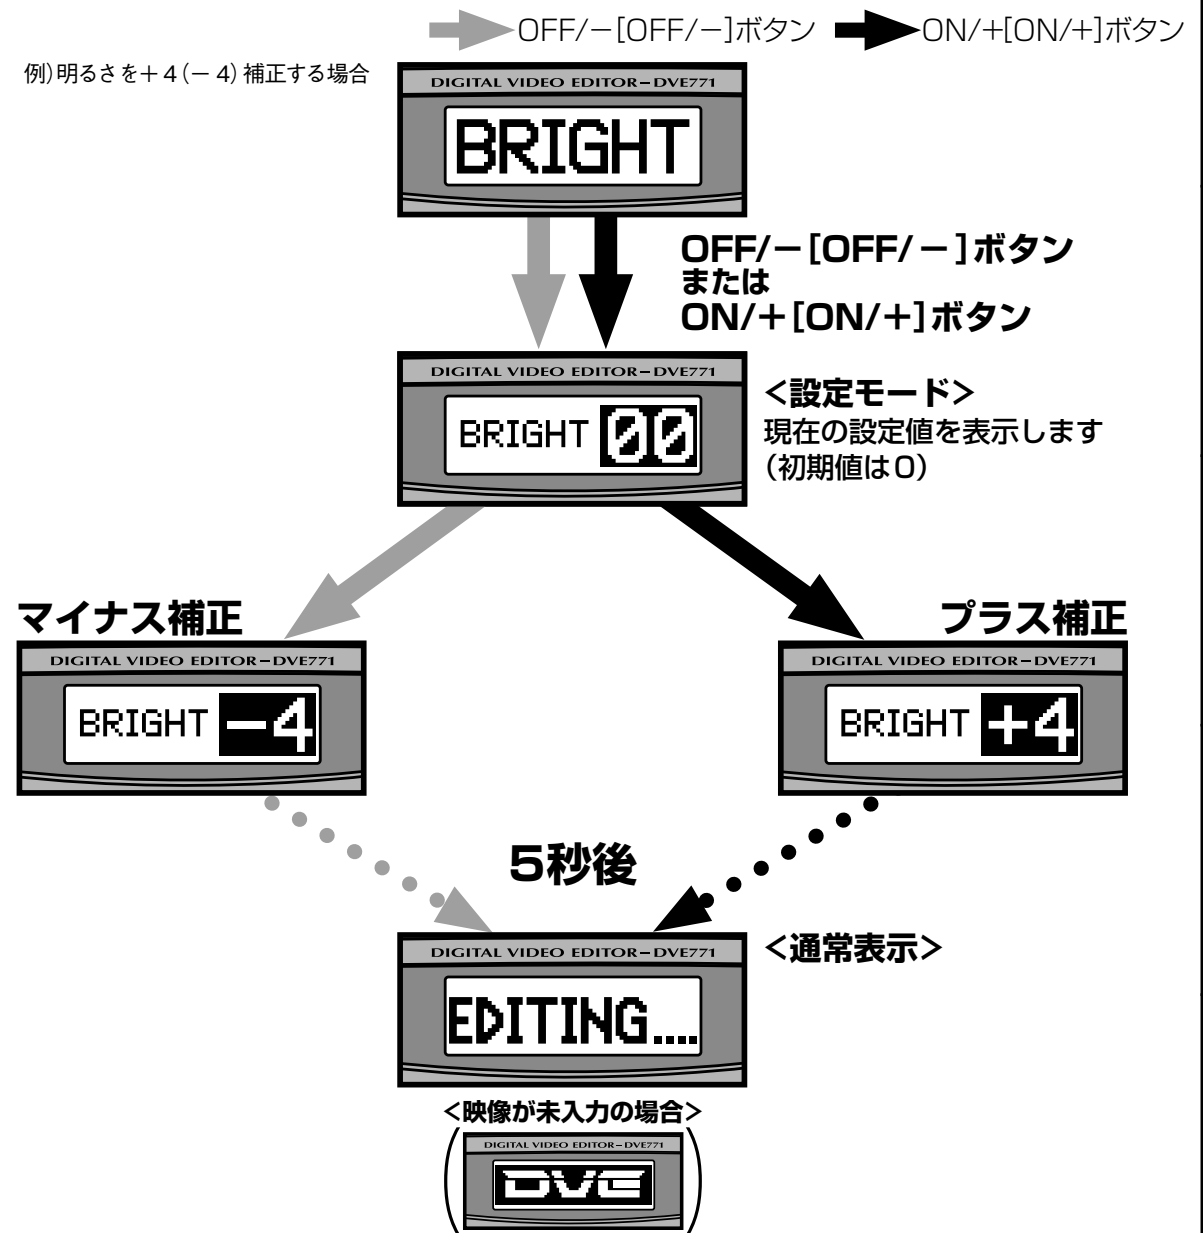 OFF/−[OFF/−]ボタン ON/+[ON/+]ボタン
例)明るさを＋4(−4)補正する場合
DIGITAL VIDEO EDITOR−DVE771
BRIGHT
OFF/−[OFF/−]ボタン
または
ON/＋[ON/＋]ボタン
DIGITAL VIDEO EDITOR−DVE771
BRIGHT 00
＜設定モード＞
現在の設定値を表示します
(初期値は0)
マイナス補正
DIGITAL VIDEO EDITOR−DVE771
BRIGHT −4
プラス補正
DIGITAL VIDEO EDITOR−DVE771
BRIGHT +4
5秒後
DIGITAL VIDEO EDITOR−DVE771
EDITING....
＜通常表示＞
＜映像が未入力の場合＞
DIGITAL VIDEO EDITOR−DVE771
DVE